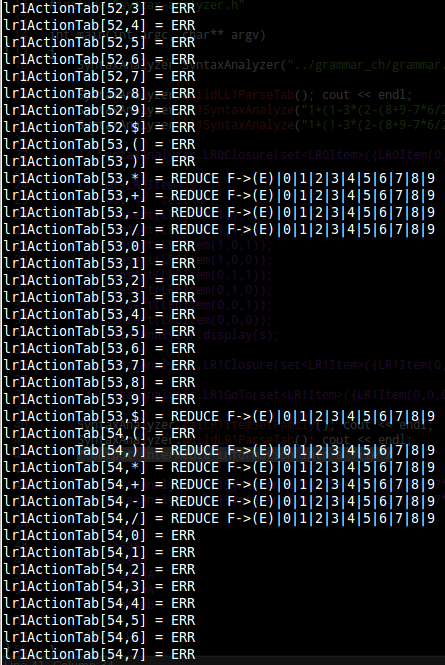 lr1ActionTab[52,3] = ERR
lr1ActionTab[52,4] = ERR
lr1ActionTab[52,5] = ERR
lr1ActionTab[52,6] = ERR
lr1ActionTab[52,7] = ERR
lr1ActionTab[52,8] = ERR
lr1ActionTab[52,9] = ERR
lr1ActionTab[52,$] = ERR
lr1ActionTab[53,(] = ERR
lr1ActionTab[53,)] = ERR
lr1ActionTab[53,*] = REDUCE F->(E)|0|1|2|3|4|5|6|7|8|9
lr1ActionTab[53,+] = REDUCE F->(E)|0|1|2|3|4|5|6|7|8|9
lr1ActionTab[53,-] = REDUCE F->(E)|0|1|2|3|4|5|6|7|8|9
lr1ActionTab[53,/] = REDUCE F->(E)|0|1|2|3|4|5|6|7|8|9
lr1ActionTab[53,0] = ERR
lr1ActionTab[53,1] = ERR
lr1ActionTab[53,2] = ERR
lr1ActionTab[53,3] = ERR
lr1ActionTab[53,4] = ERR
lr1ActionTab[53,5] = ERR
lr1ActionTab[53,6] = ERR
lr1ActionTab[53,7] = ERR
lr1ActionTab[53,8] = ERR
lr1ActionTab[53,9] = ERR
lr1ActionTab[53,$] = REDUCE F->(E)|0|1|2|3|4|5|6|7|8|9
lr1ActionTab[54,(] = ERR
lr1ActionTab[54,)] = REDUCE F->(E)|0|1|2|3|4|5|6|7|8|9
lr1ActionTab[54,*] = REDUCE F->(E)|0|1|2|3|4|5|6|7|8|9
lr1ActionTab[54,+] = REDUCE F->(E)|0|1|2|3|4|5|6|7|8|9
lr1ActionTab[54,-] = REDUCE F->(E)|0|1|2|3|4|5|6|7|8|9
lr1ActionTab[54,/] = REDUCE F->(E)|0|1|2|3|4|5|6|7|8|9
lr1ActionTab[54,0] = ERR
lr1ActionTab[54,1] = ERR
lr1ActionTab[54,2] = ERR
lr1ActionTab[54,3] = ERR
lr1ActionTab[54,4] = ERR
lr1ActionTab[54,5] = ERR
lr1ActionTab[54,6] = ERR
lr1ActionTab[54,7] = ERR